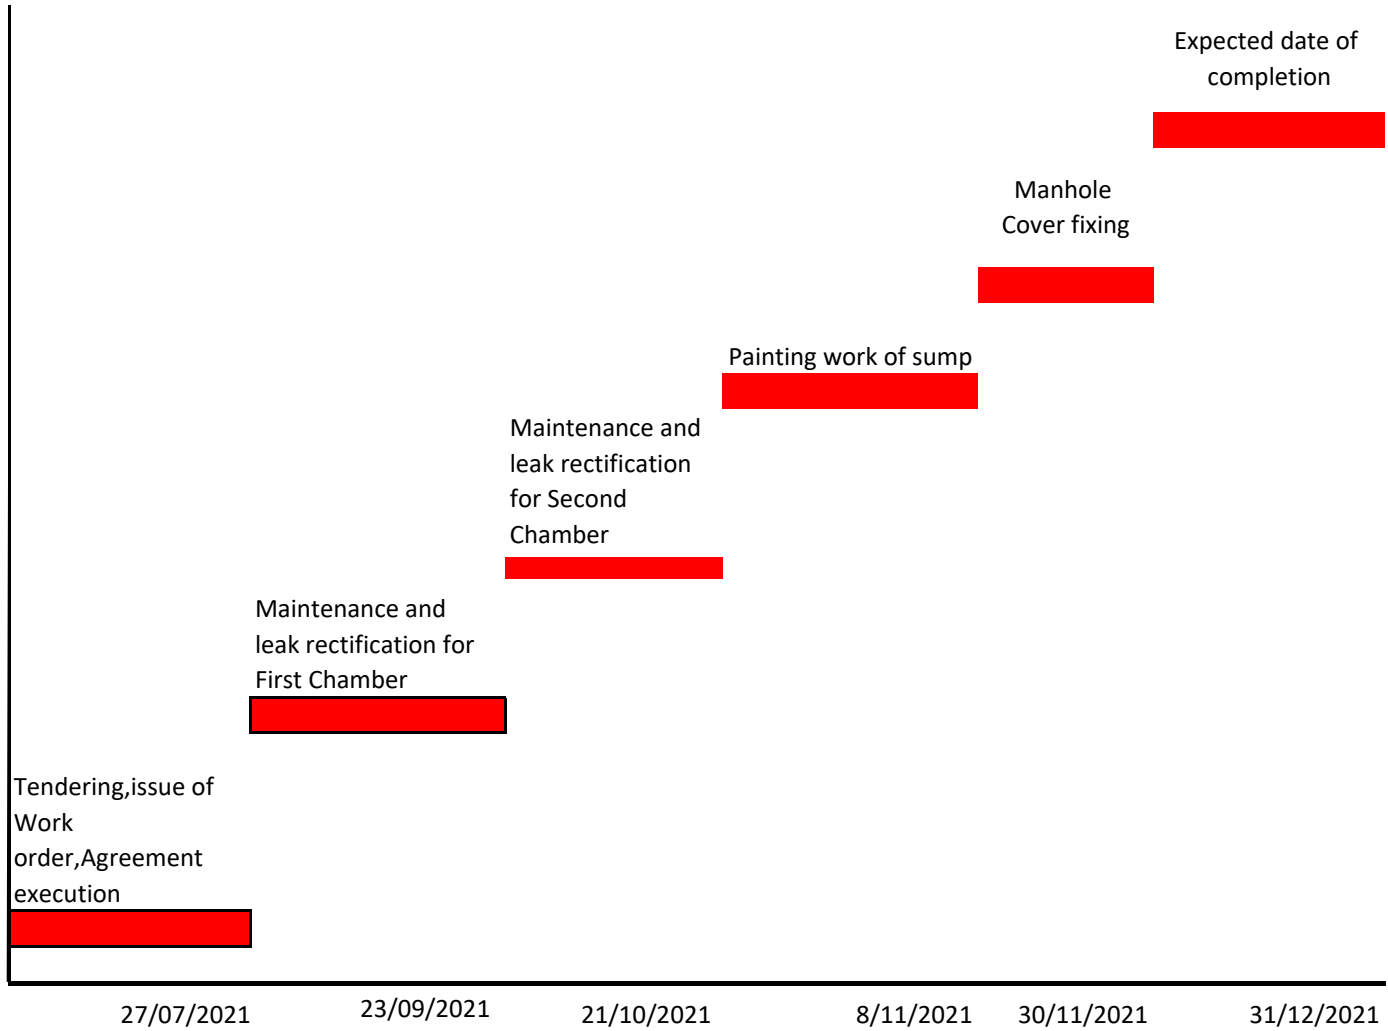 Expected date of
completion
Manhole
Cover fixing
Painting work of sump
Maintenance and
leak rectification
for Second
Chamber
Maintenance and
leak rectification for
First Chamber
Tendering,issue of
Work
order,Agreement
execution
27/07/2021
23/09/2021
21/10/2021
8/11/2021
30/11/2021
31/12/2021